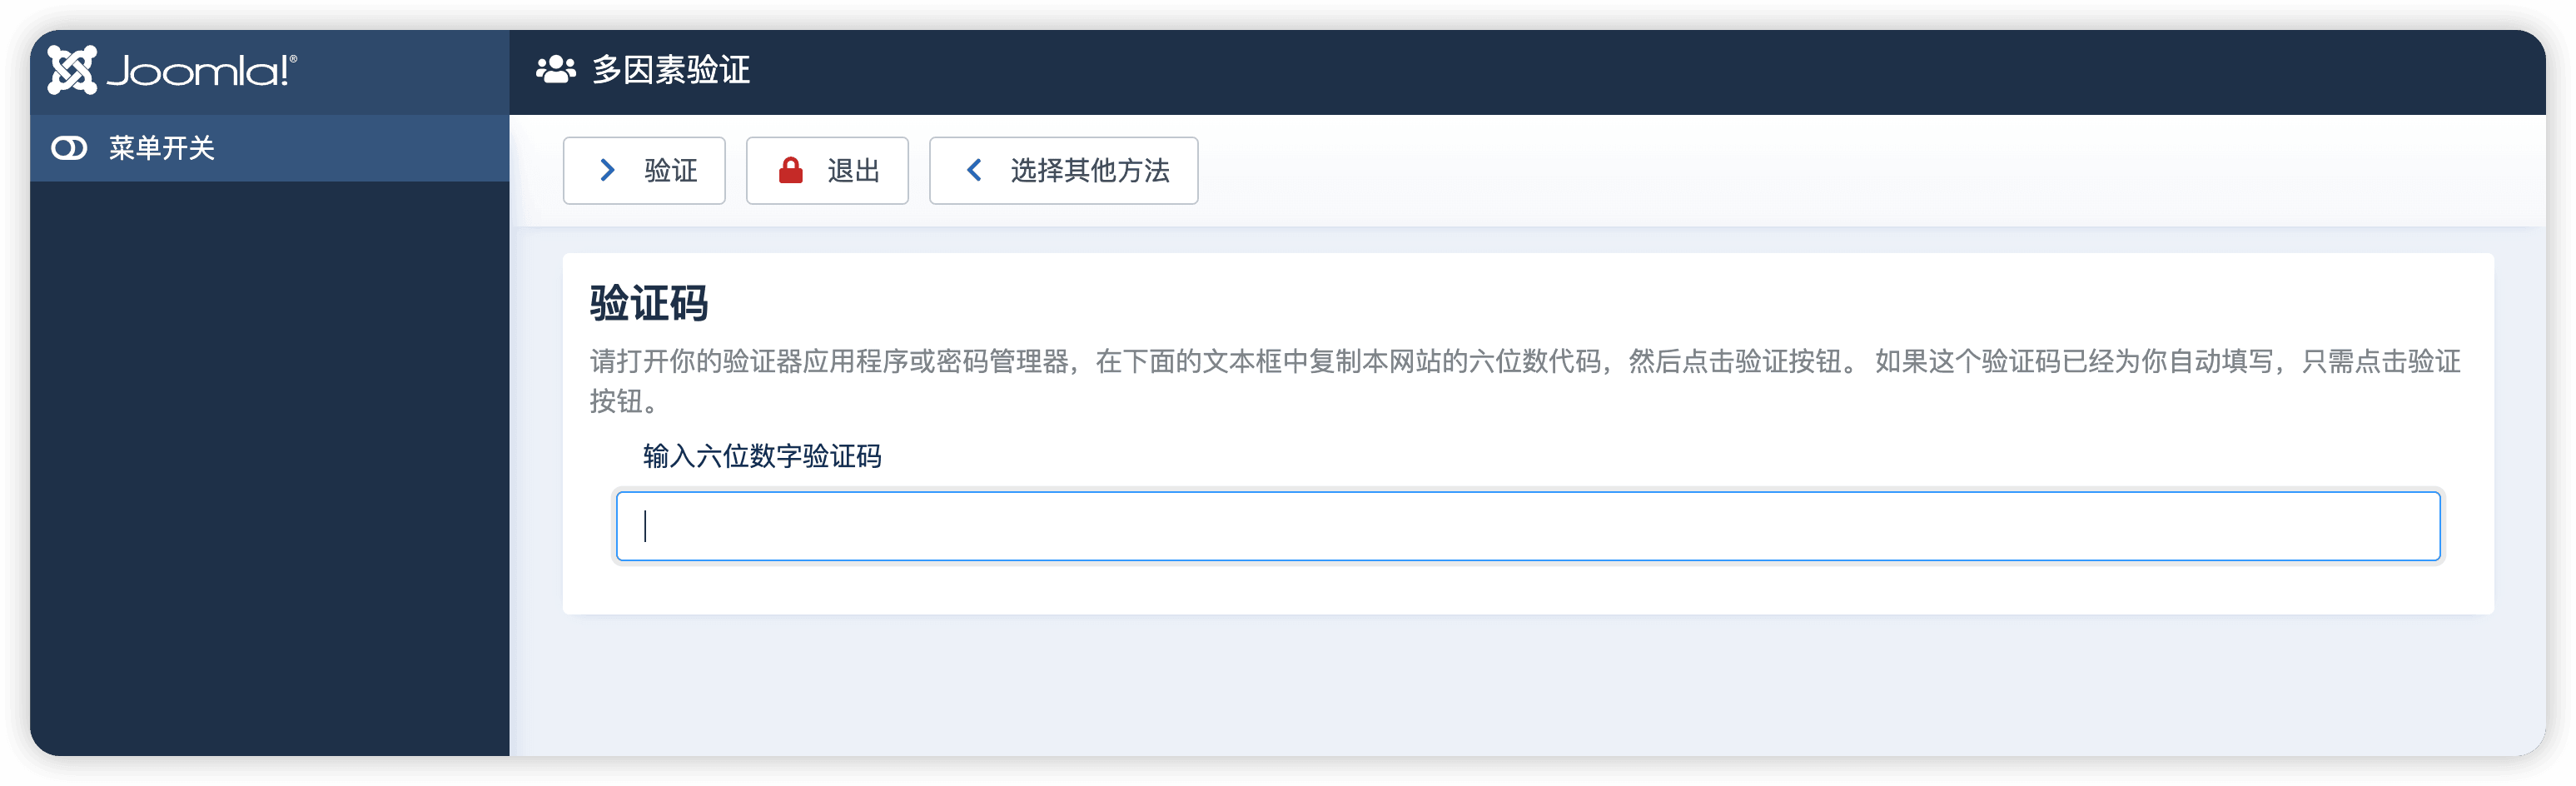 Joomla!®
多因素验证
菜单开关
验证
退出
选择其他方法
验证码
请打开你的验证器应用程序或密码管理器，在下面的文本框中复制本网站的六位数代码，然后点击验证按钮。 如果这个验证码已经为你自动填写，只需点击验证
按钮。
输入六位数字验证码